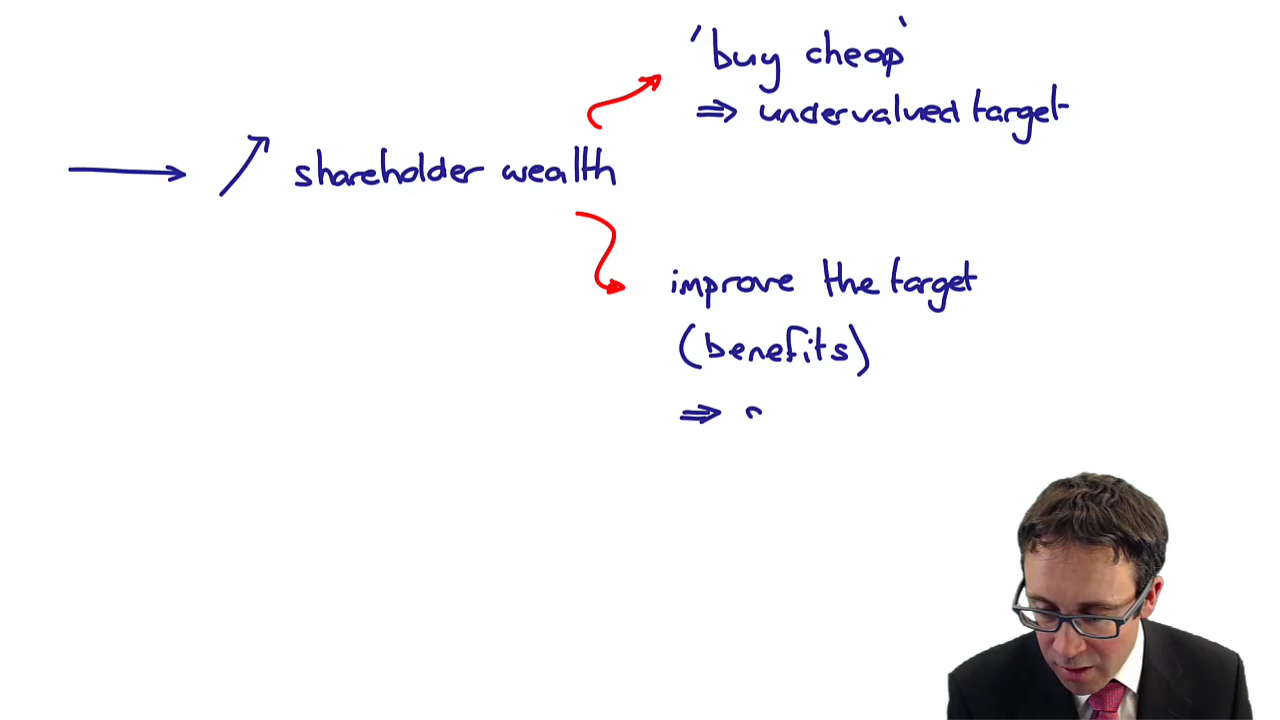 'buy cheap'
⇒ undervalued target
→ ↗ shareholder wealth
improve the target
(benefits)
⇒